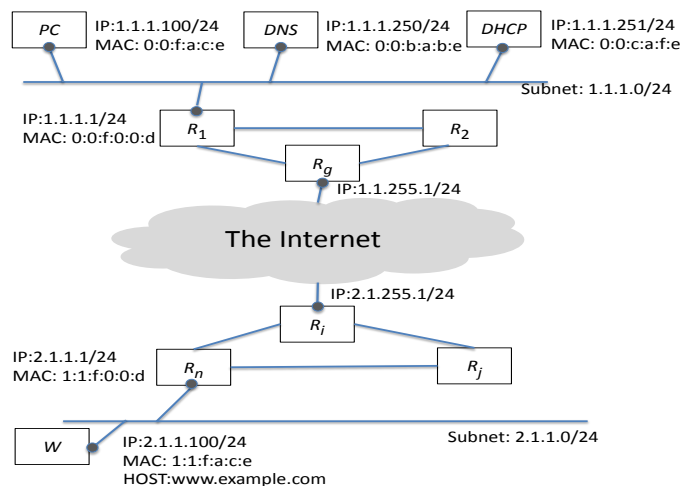 PC
IP:1.1.1.100/24
MAC: 0:0:f:a:c:e
DNS
IP:1.1.1.250/24
MAC: 0:0:b:a:b:e
DHCP
IP:1.1.1.251/24
MAC: 0:0:c:a:f:e
Subnet: 1.1.1.0/24
IP:1.1.1.1/24
MAC: 0:0:f:0:0:d
R1
R2
Rg
IP:1.1.255.1/24
The Internet
IP:2.1.255.1/24
Ri
IP:2.1.1.1/24
MAC: 1:1:f:0:0:d
Rn
Rj
Subnet: 2.1.1.0/24
W
IP:2.1.1.100/24
MAC: 1:1:f:a:c:e
HOST:www.example.com